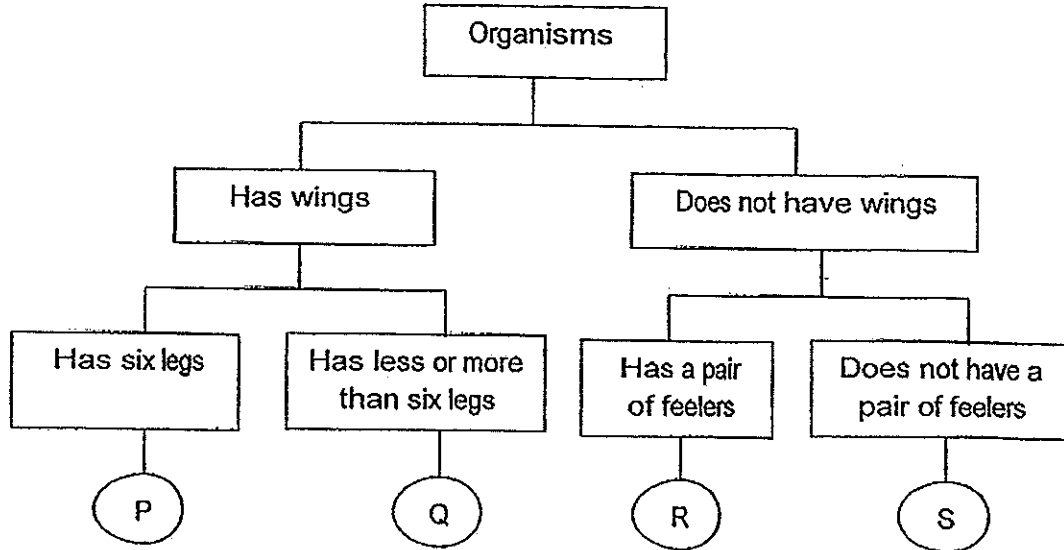 Organisms
Has wings
Does not have wings
Has six legs
Has less or more
than six legs
Has a pair
of feelers
Does not have a
pair of feelers
P
Q
R
S